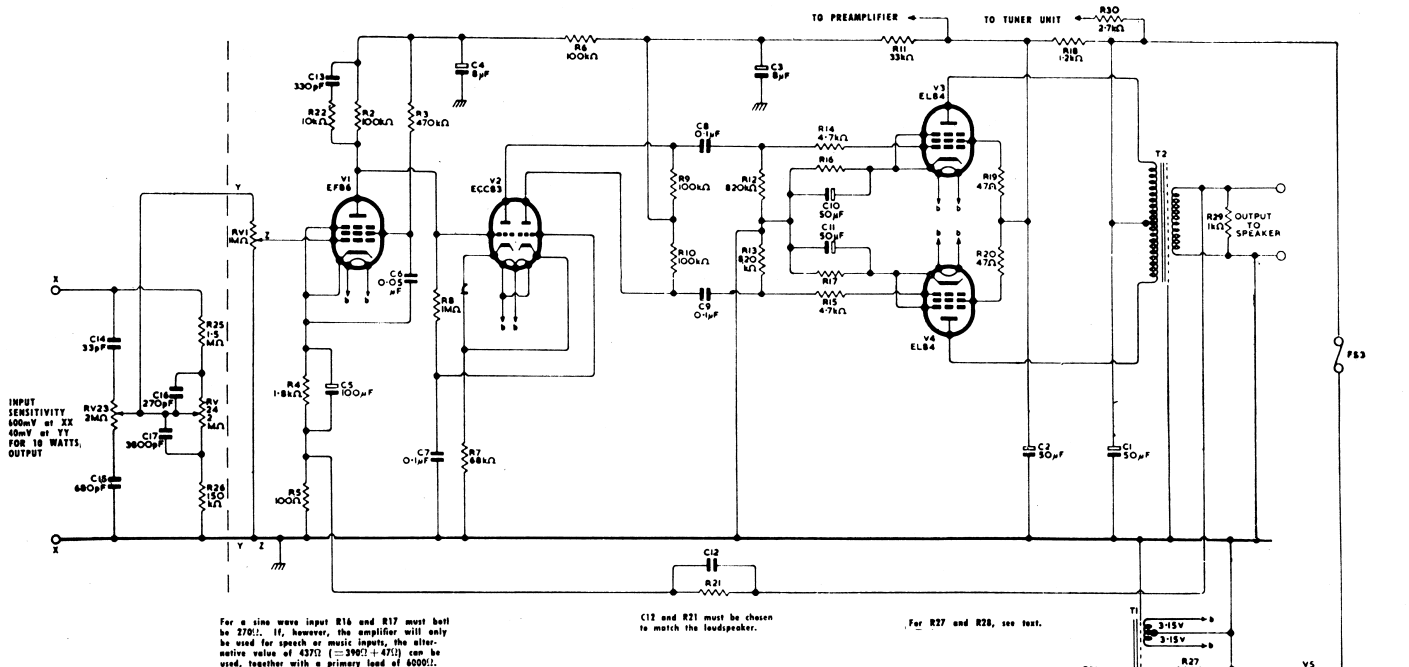 TO PREAMPLIFIER
TO TUNER UNIT
R30
2·7kΩ
R6
100kΩ
R11
33kΩ
R18
1·2kΩ
C4
8µF
C3
8µF
C13
330pF
R22
10kΩ
R2
100kΩ
R3
470kΩ
V3
EL84
C8
0·1µF
R14
4·7kΩ
R16
T2
Y
V1
EF86
V2
ECC83
R9
100kΩ
R12
820kΩ
C10
50µF
R19
47Ω
b
b
RV1
1MΩ
Z
R29
1kΩ
OUTPUT
TO
SPEAKER
C11
50µF
R10
100kΩ
R13
820
kΩ
b
b
R20
47Ω
C6
0·05
µF
b
b
X
R17
R15
4·7kΩ
R8
1MΩ
b
b
C9
0·1µF
R25
1·5
MΩ
V4
EL84
C14
33pF
FS3
R4
1·8kΩ
C5
100µF
C16
270pF
RV
24
2
MΩ
RV23
2MΩ
INPUT
SENSITIVITY
600mV at XX
40mV at YY
FOR 10 WATTS
OUTPUT
C17
3600pF
C7
0·1µF
R7
68kΩ
C2
50µF
C1
50µF
C15
680pF
R26
150
kΩ
R5
100Ω
X
Y
Z
C12
R21
T1
3·15V
b
3·15V
b
For a sine wave input R16 and R17 must both
be 270Ω. If, however, the amplifier will only
be used for speech or music inputs, the alter-
native value of 437Ω (=390Ω+47Ω) can be
used, together with a primary load of 6000Ω.
C12 and R21 must be chosen
to match the loudspeaker.
For R27 and R28, see text.
R27
V5